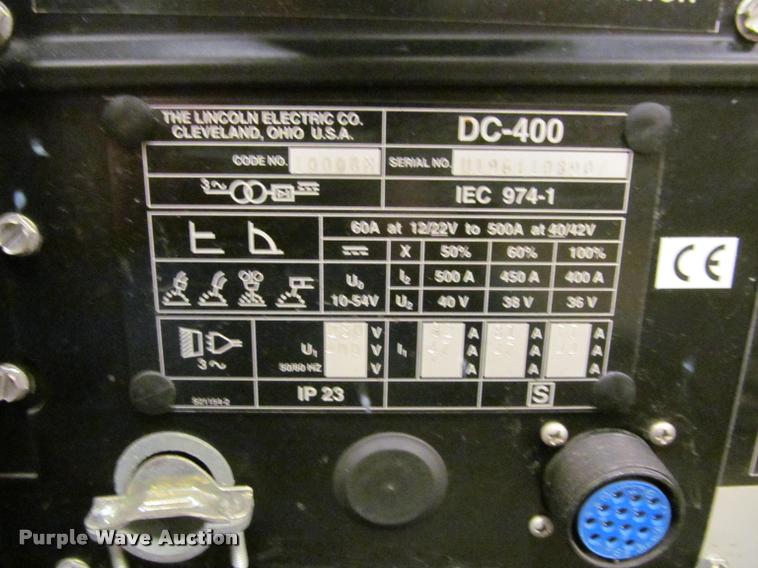 THE LINCOLN ELECTRIC CO.
CLEVELAND, OHIO U.S.A.
DC-400
CODE NO.
SERIAL NO.
3~
IEC 974-1
60A at 12/22V to 500A at 40/42V
X 50% 60% 100%
U0 10-54V
I2 500 A 450 A 400 A
U2 40 V 38 V 36 V
3~
U1 V V V
50/60 HZ
I1 A A A
A A A
A A A
IP 23
S
CE
Purple Wave Auction